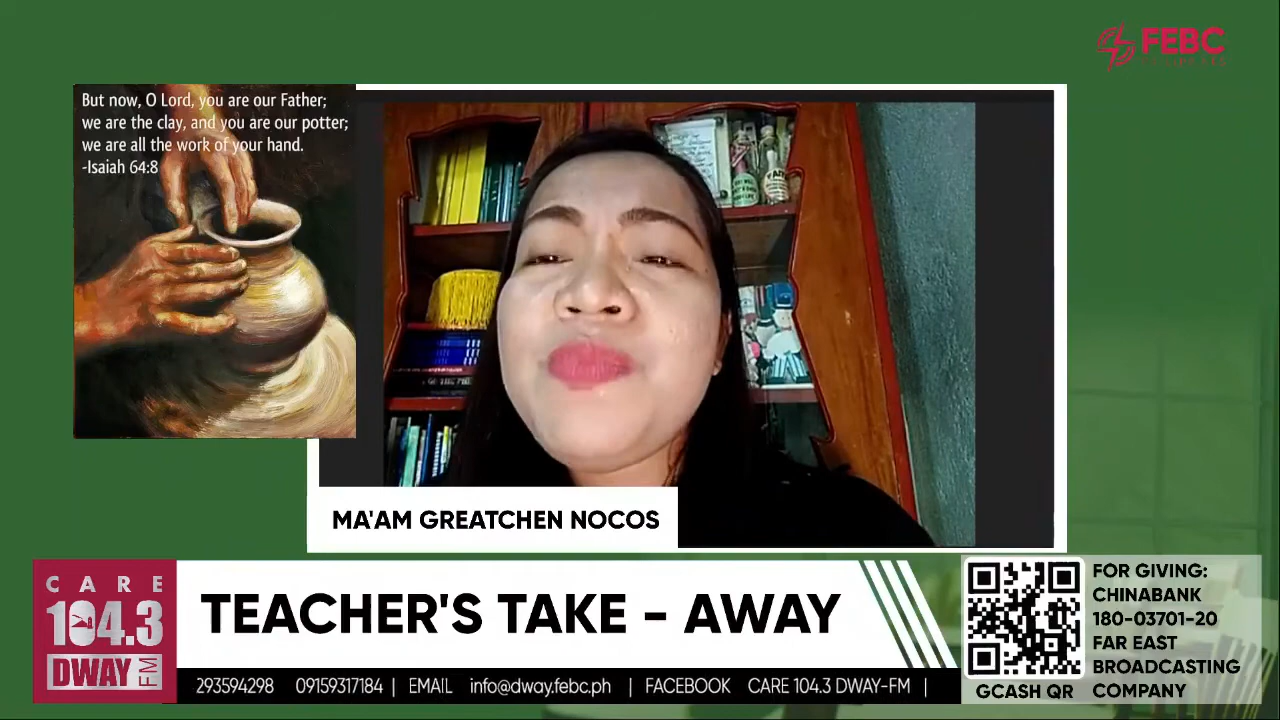 FEBC
But now, O Lord, you are our Father;
we are the clay, and you are our potter;
we are all the work of your hand.
-Isaiah 64:8
MA'AM GREATCHEN NOCOS
CARE
104.3
DWAY FM
TEACHER'S TAKE - AWAY
293594298 09159317184 | EMAIL info@dway.febc.ph | FACEBOOK CARE 104.3 DWAY-FM |
GCASH QR
FOR GIVING:
CHINABANK
180-03701-20
FAR EAST
BROADCASTING
COMPANY